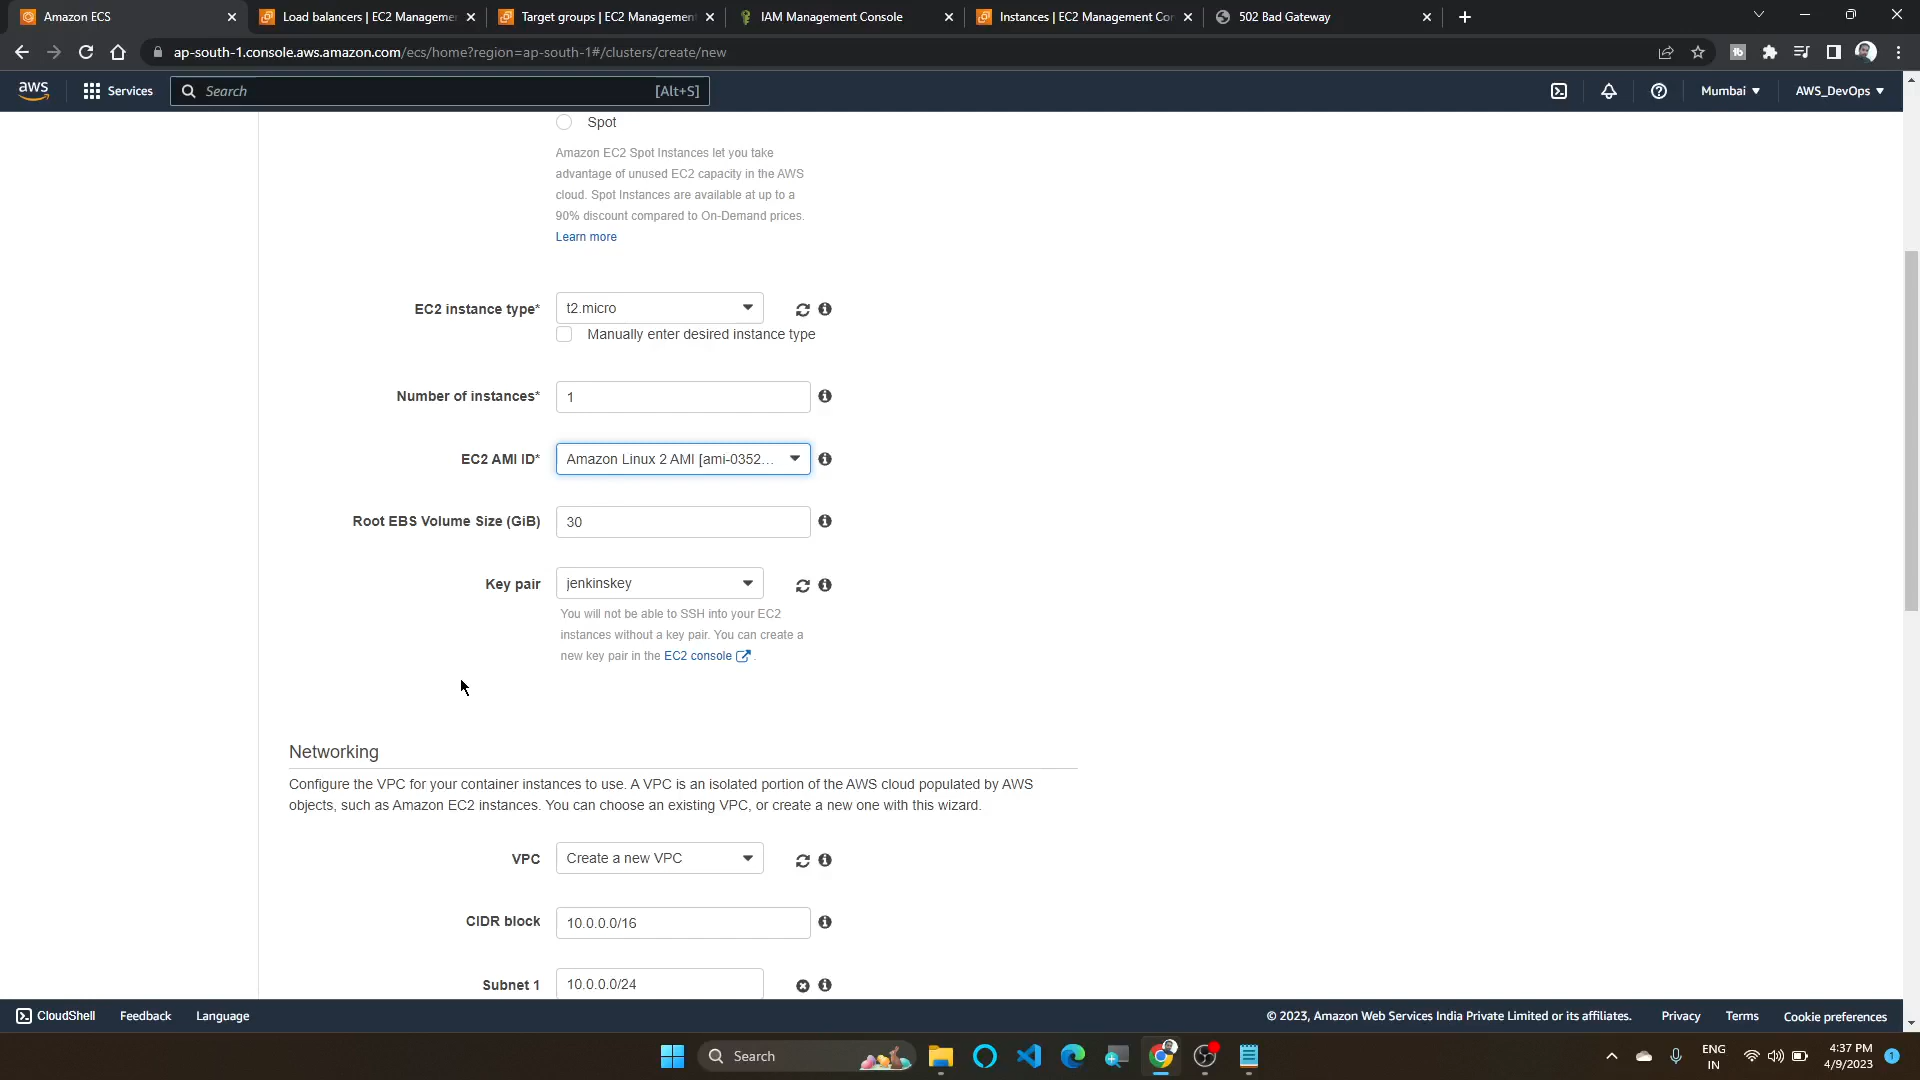 Amazon ECS
Load balancers | EC2 Managemer
Target groups | EC2 Management
IAM Management Console
Instances | EC2 Management Cor
502 Bad Gateway
ap-south-1.console.aws.amazon.com/ecs/home?region=ap-south-1#/clusters/create/new
aws
Services
Search
[Alt+S]
Mumbai
AWS_DevOps
Spot
Amazon EC2 Spot Instances let you take
advantage of unused EC2 capacity in the AWS
cloud. Spot Instances are available at up to a
90% discount compared to On-Demand prices.
Learn more
EC2 instance type*
t2.micro
Manually enter desired instance type
Number of instances*
1
EC2 AMI ID*
Amazon Linux 2 AMI [ami-0352...
Root EBS Volume Size (GiB)
30
Key pair
jenkinskey
You will not be able to SSH into your EC2
instances without a key pair. You can create a
new key pair in the EC2 console .
Networking
Configure the VPC for your container instances to use. A VPC is an isolated portion of the AWS cloud populated by AWS
objects, such as Amazon EC2 instances. You can choose an existing VPC, or create a new one with this wizard.
VPC
Create a new VPC
CIDR block
10.0.0.0/16
Subnet 1
10.0.0.0/24
CloudShell
Feedback
Language
© 2023, Amazon Web Services India Private Limited or its affiliates.
Privacy
Terms
Cookie preferences
Search
ENG
IN
4:37 PM
4/9/2023
1